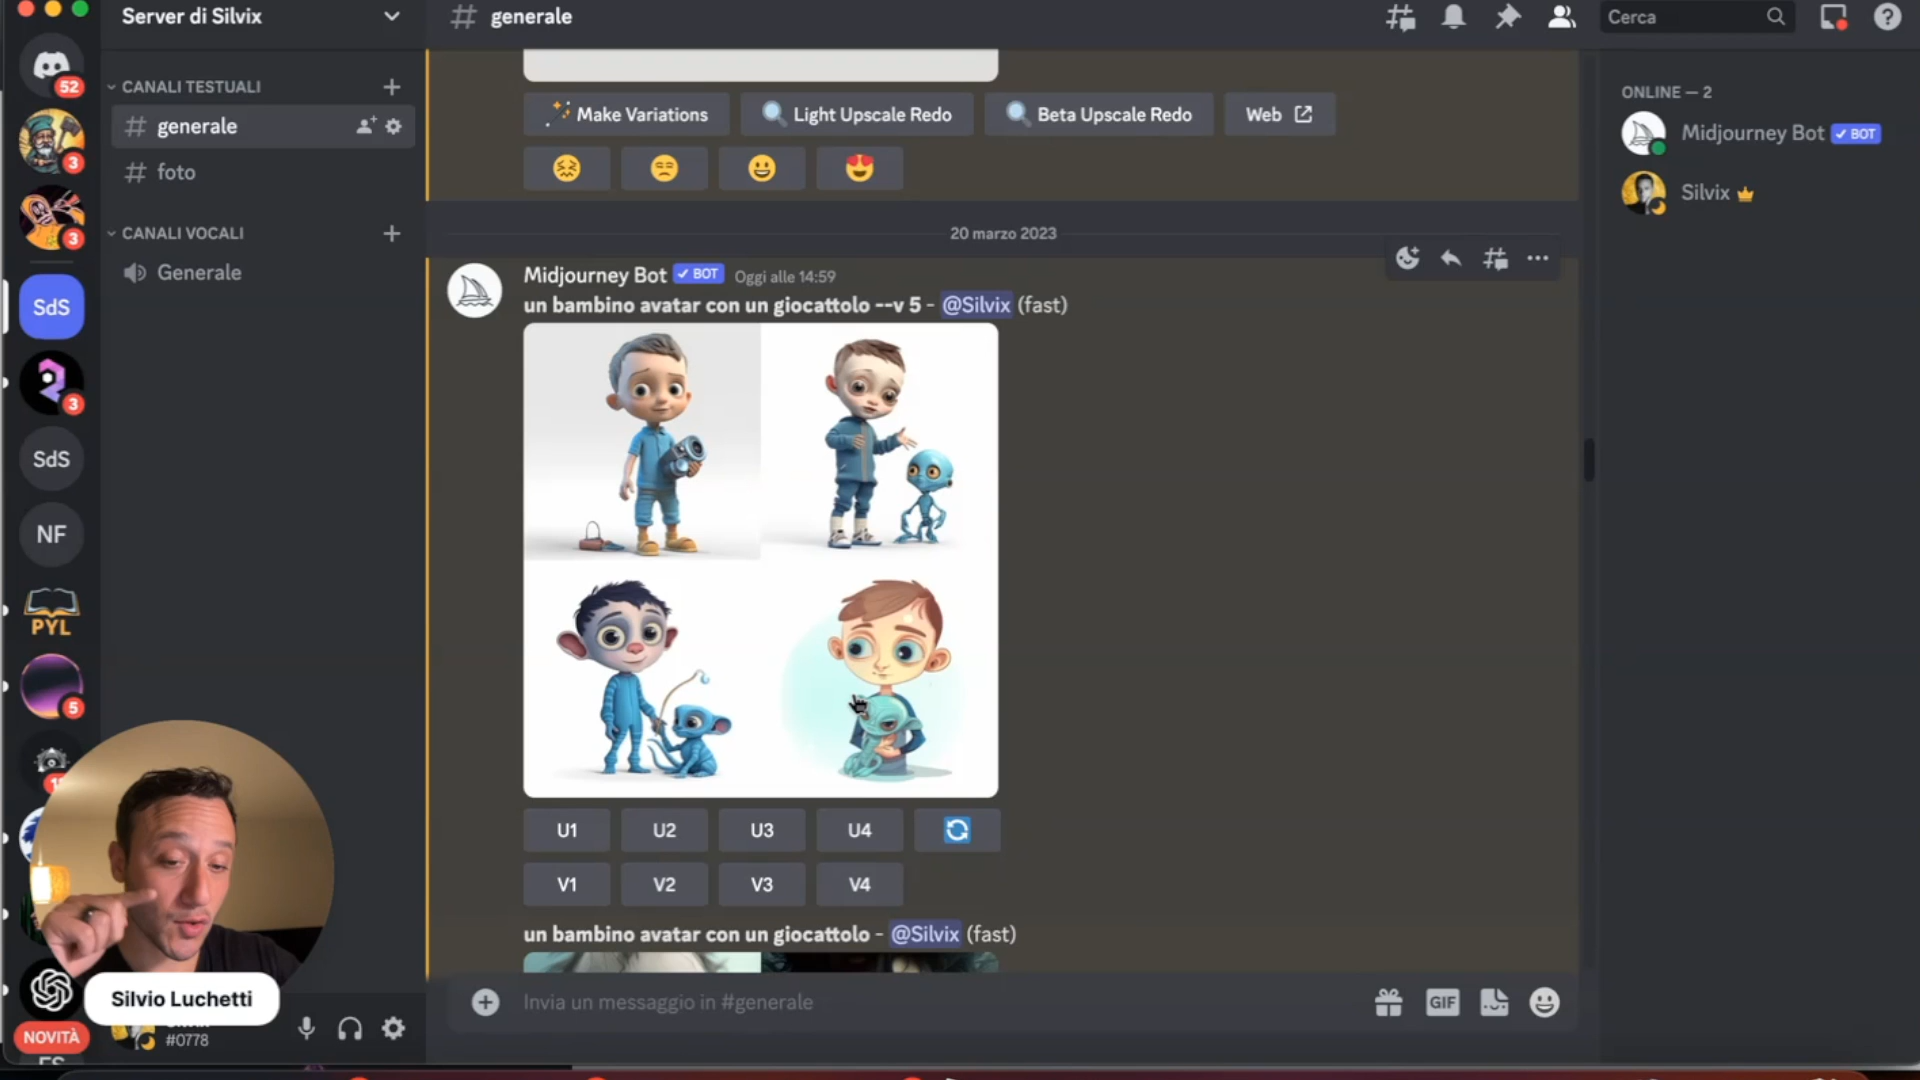 Server di Silvix
generale
Cerca
52
CANALI TESTUALI
generale
foto
CANALI VOCALI
Generale
3
3
SdS
3
SdS
NF
PYL
5
NOVITÀ
Silvio Luchetti
#0778
Make Variations
Light Upscale Redo
Beta Upscale Redo
Web
20 marzo 2023
Midjourney Bot BOT Oggi alle 14:59
un bambino avatar con un giocattolo --v 5 - @Silvix (fast)
U1 U2 U3 U4
V1 V2 V3 V4
un bambino avatar con un giocattolo - @Silvix (fast)
Invia un messaggio in #generale
GIF
ONLINE — 2
Midjourney Bot BOT
Silvix